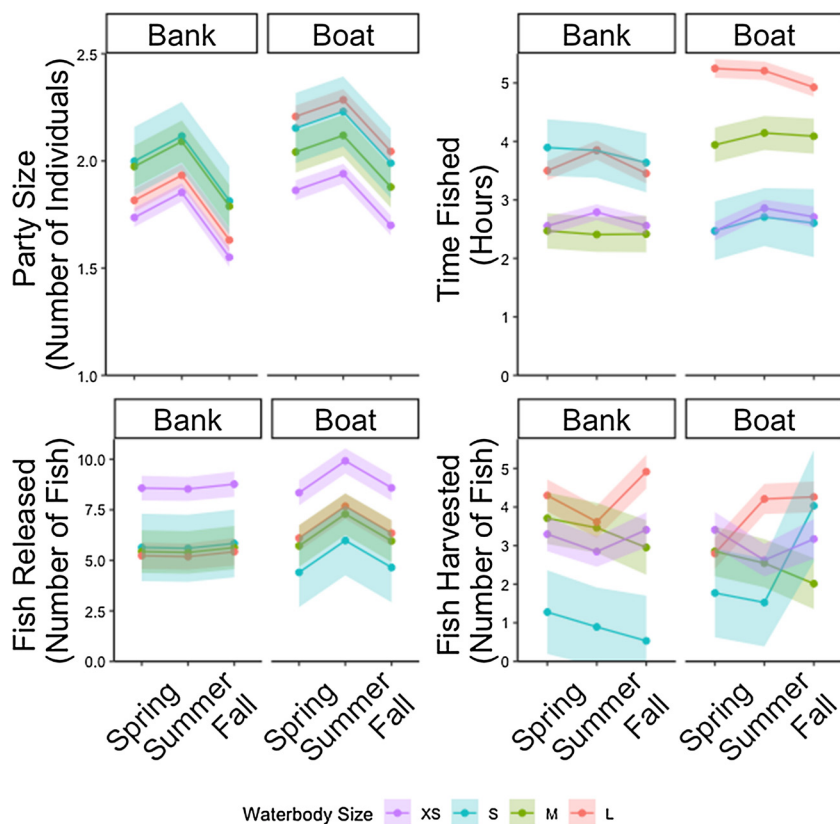 Bank
Boat
Party Size
(Number of Individuals)
2.5
2.0
1.5
1.0
Bank
Boat
Time Fished
(Hours)
5
4
3
2
1
0
Bank
Boat
Fish Released
(Number of Fish)
10.0
7.5
5.0
2.5
0.0
Spring
Summer
Fall
Spring
Summer
Fall
Bank
Boat
Fish Harvested
(Number of Fish)
5
4
3
2
1
0
Spring
Summer
Fall
Spring
Summer
Fall
Waterbody Size XS S M L